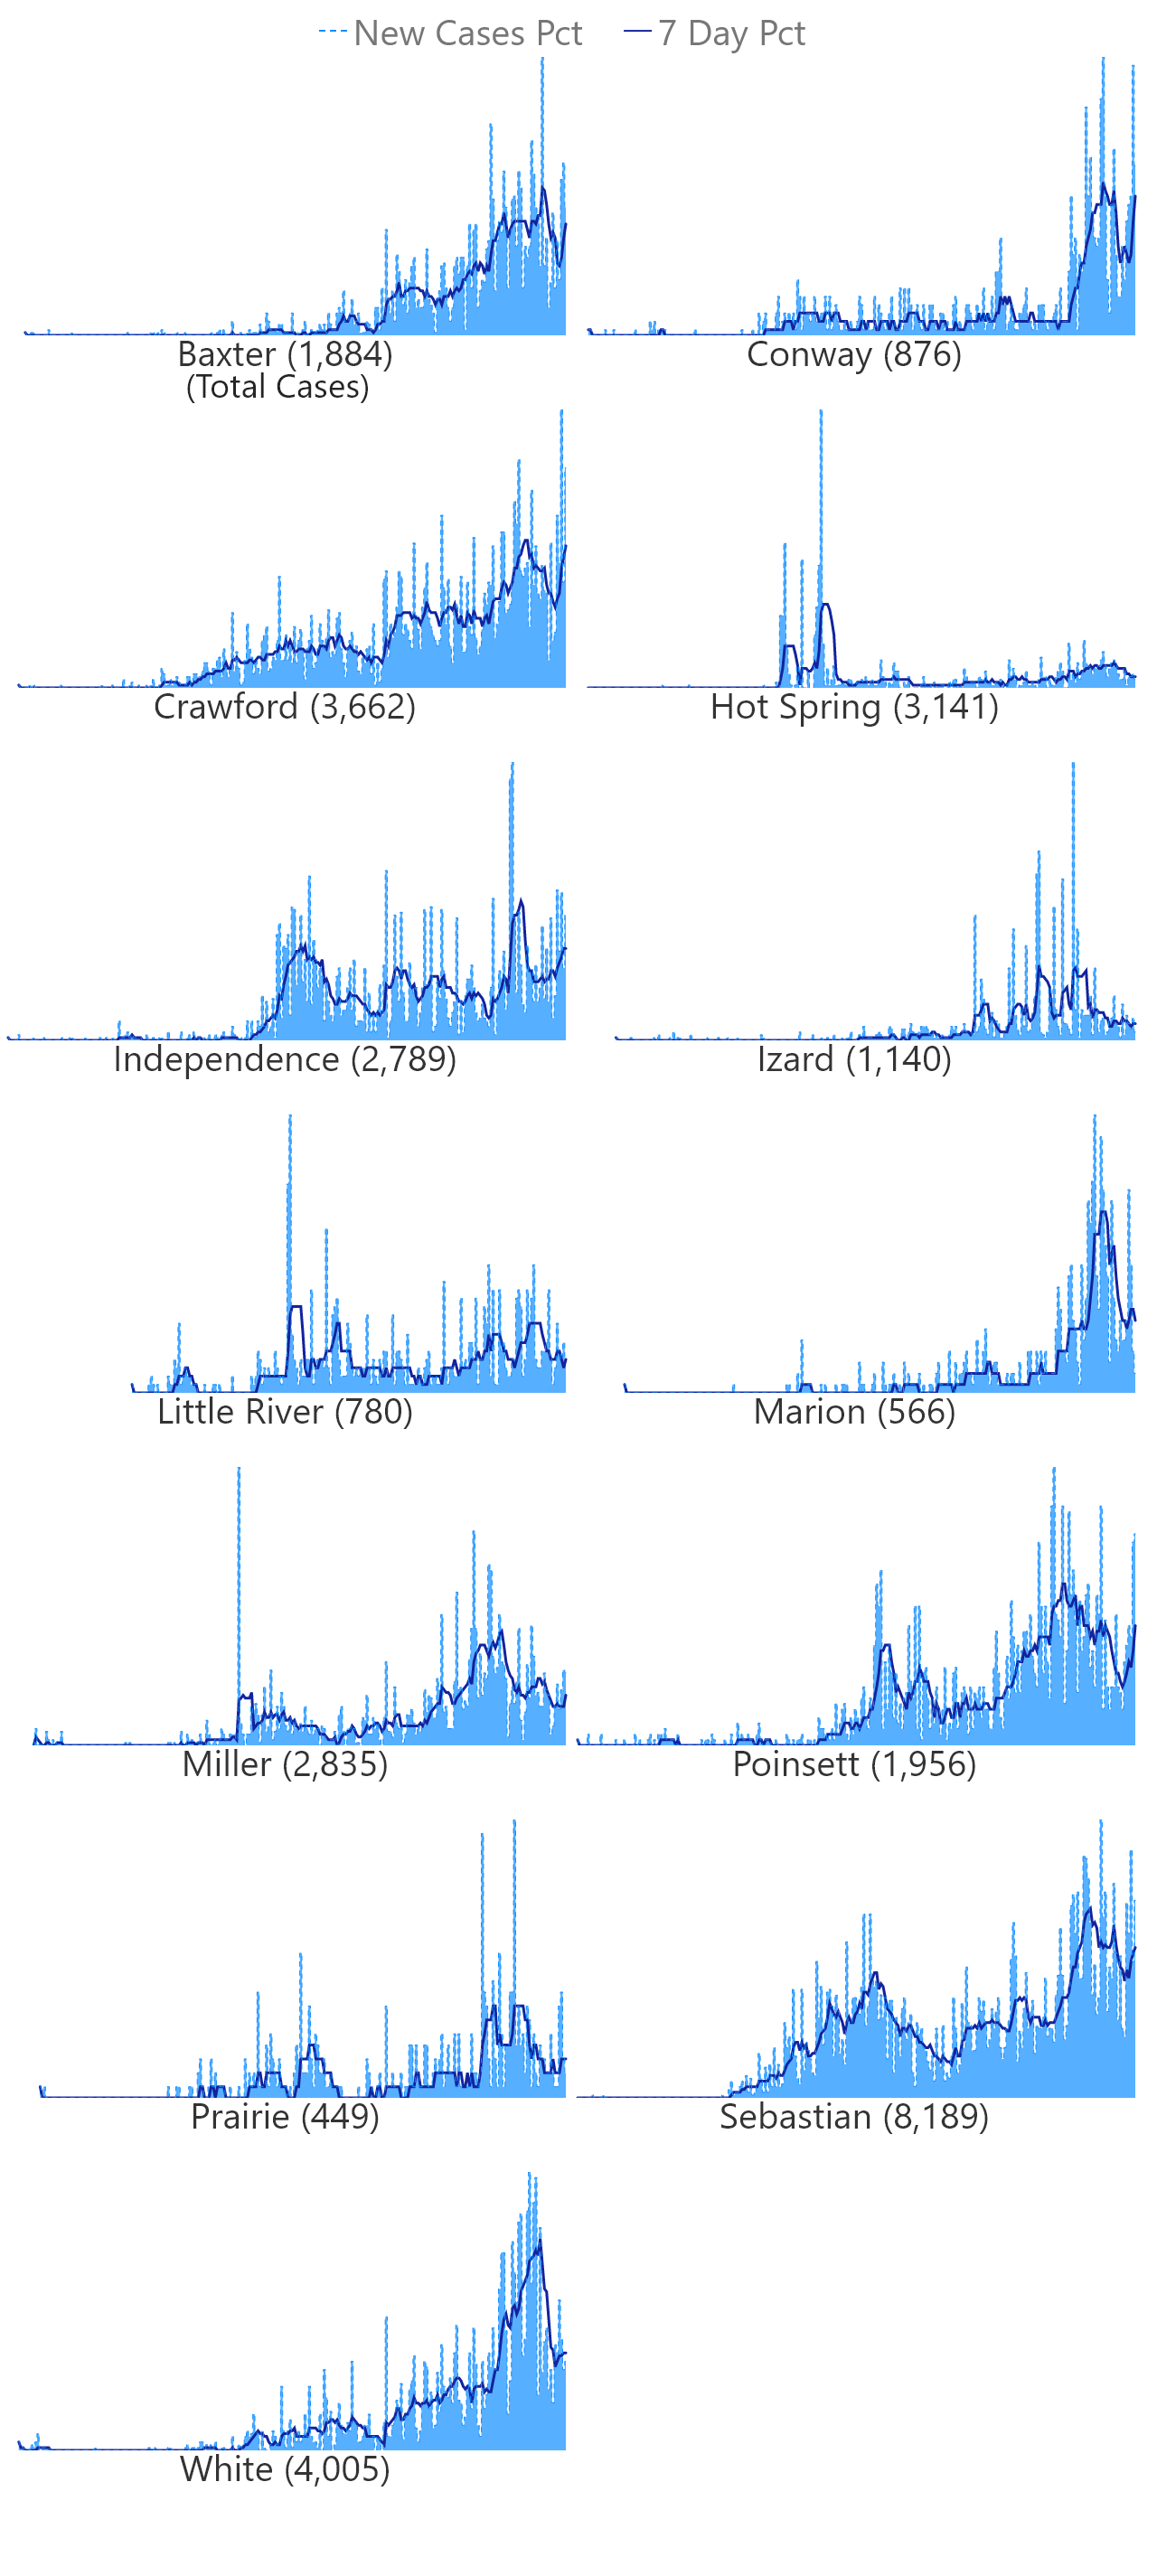 New Cases Pct 7 Day Pct
Baxter (1,884) Conway (876)
(Total Cases)
Crawford (3,662) Hot Spring (3,141)
Independence (2,789) Izard (1,140)
Little River (780) Marion (566)
Miller (2,835) Poinsett (1,956)
Prairie (449) Sebastian (8,189)
White (4,005)